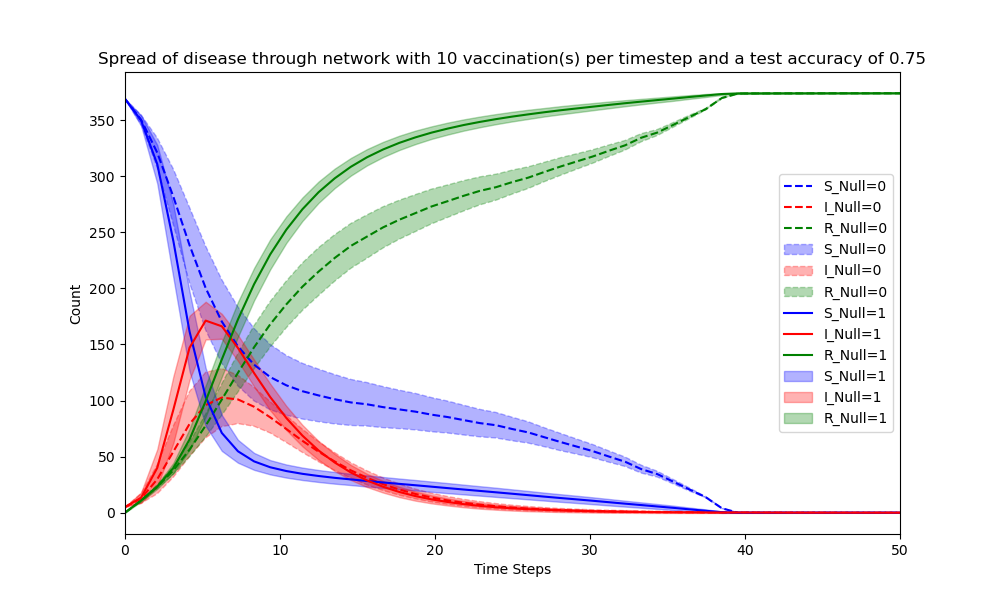 Spread of disease through network with 10 vaccination(s) per timestep and a test accuracy of 0.75
Count
350
300
250
200
150
100
50
0
0 10 20 30 40 50
Time Steps
S_Null=0
I_Null=0
R_Null=0
S_Null=0
I_Null=0
R_Null=0
S_Null=1
I_Null=1
R_Null=1
S_Null=1
I_Null=1
R_Null=1